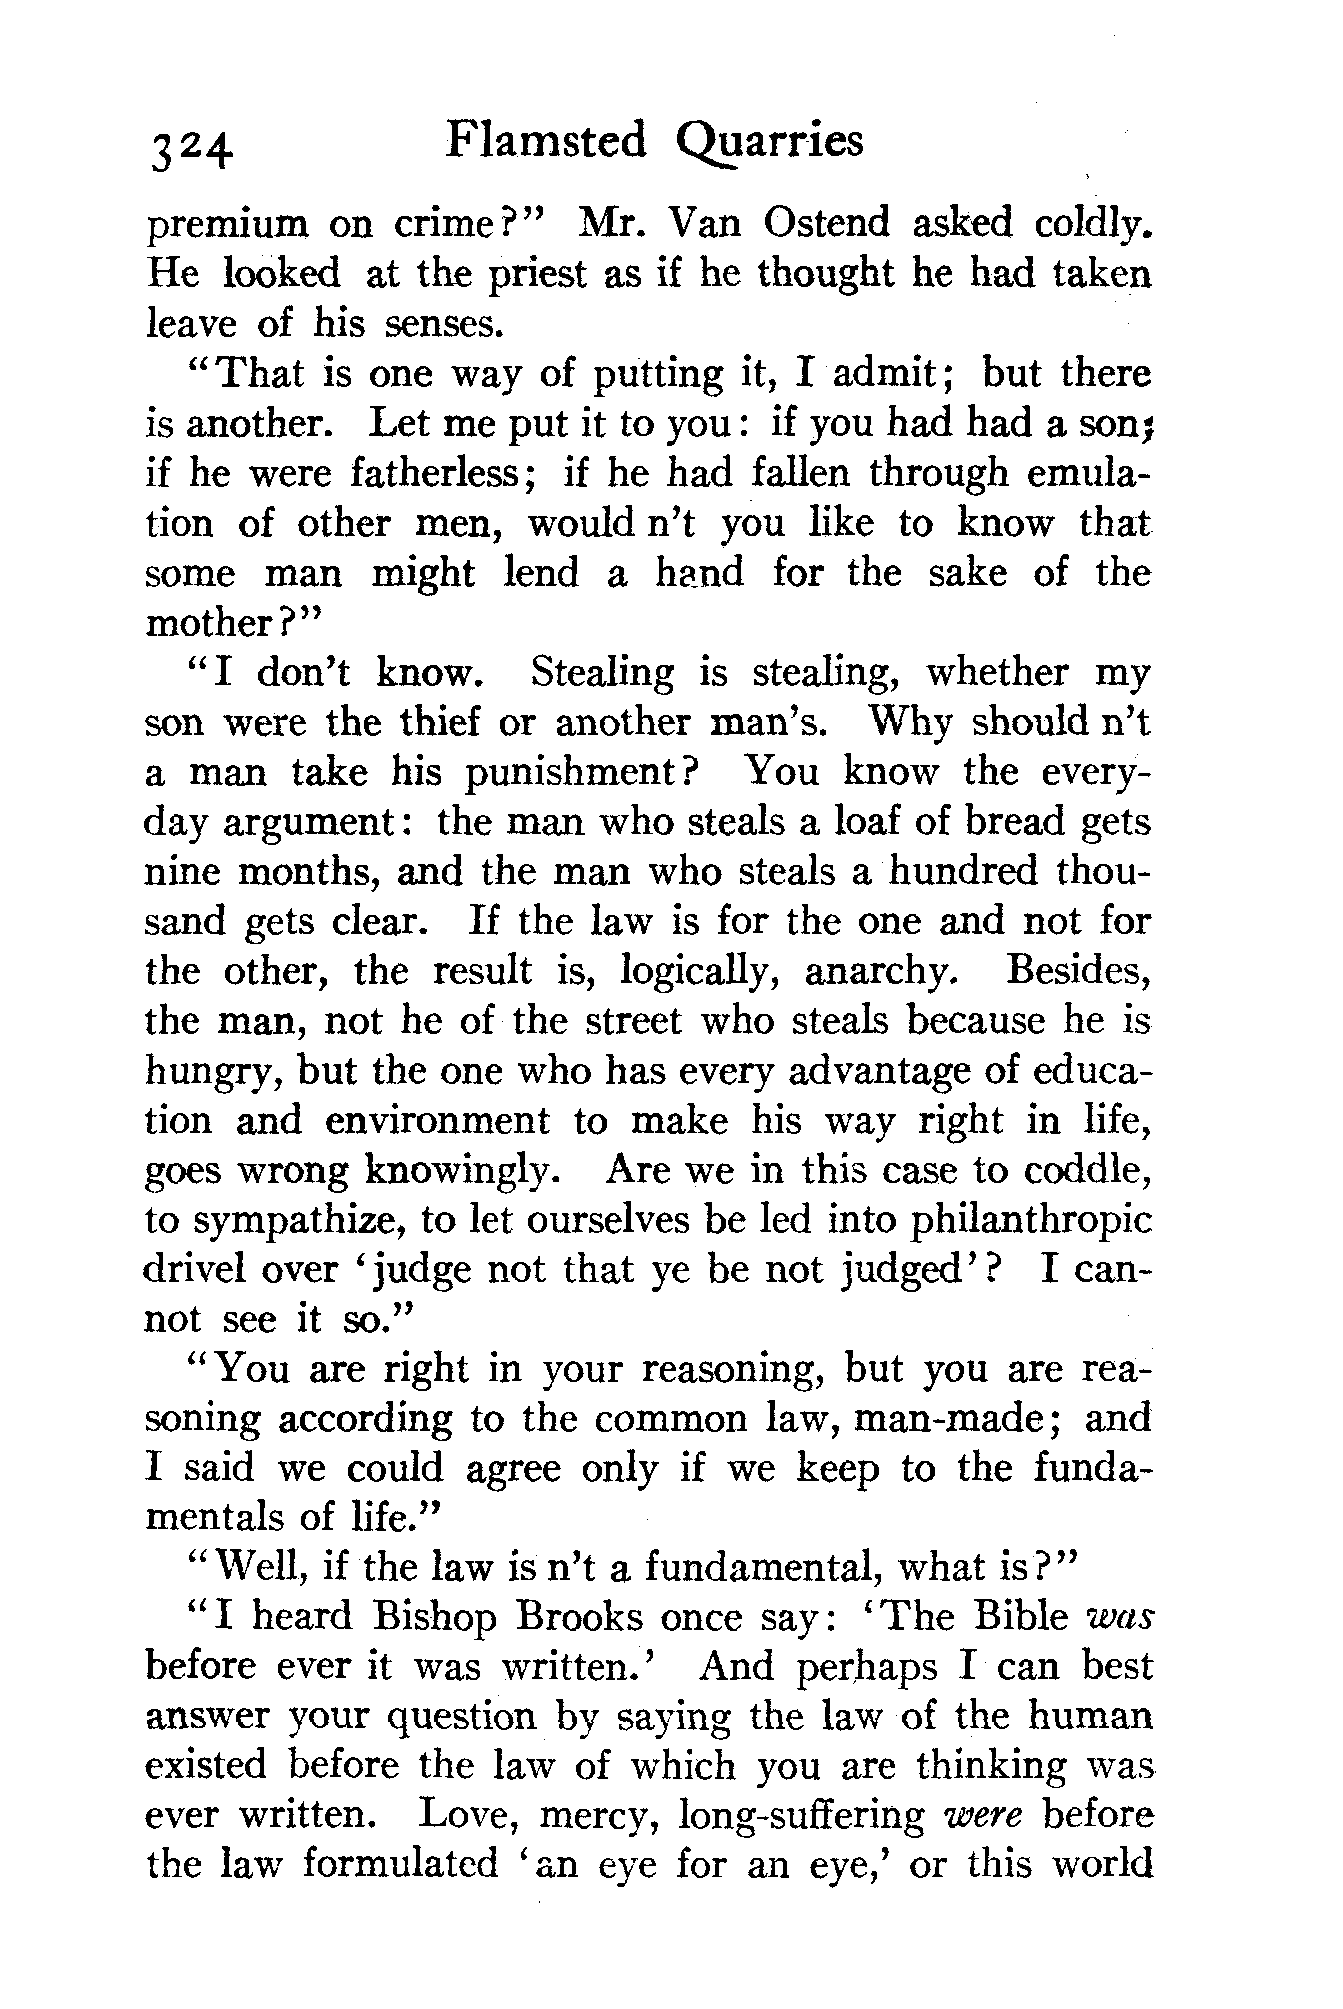 324 Flamsted Quarries
premium on crime?" Mr. Van Ostend asked coldly.
He looked at the priest as if he thought he had taken
leave of his senses.
"That is one way of putting it, I admit; but there
is another. Let me put it to you: if you had had a son;
if he were fatherless; if he had fallen through emula-
tion of other men, would n't you like to know that
some man might lend a hand for the sake of the
mother?"
"I don't know. Stealing is stealing, whether my
son were the thief or another man's. Why should n't
a man take his punishment? You know the every-
day argument: the man who steals a loaf of bread gets
nine months, and the man who steals a hundred thou-
sand gets clear. If the law is for the one and not for
the other, the result is, logically, anarchy. Besides,
the man, not he of the street who steals because he is
hungry, but the one who has every advantage of educa-
tion and environment to make his way right in life,
goes wrong knowingly. Are we in this case to coddle,
to sympathize, to let ourselves be led into philanthropic
drivel over 'judge not that ye be not judged'? I can-
not see it so."
"You are right in your reasoning, but you are rea-
soning according to the common law, man-made; and
I said we could agree only if we keep to the funda-
mentals of life."
"Well, if the law is n't a fundamental, what is?"
"I heard Bishop Brooks once say: 'The Bible was
before ever it was written.' And perhaps I can best
answer your question by saying the law of the human
existed before the law of which you are thinking was
ever written. Love, mercy, long-suffering were before
the law formulated 'an eye for an eye,' or this world